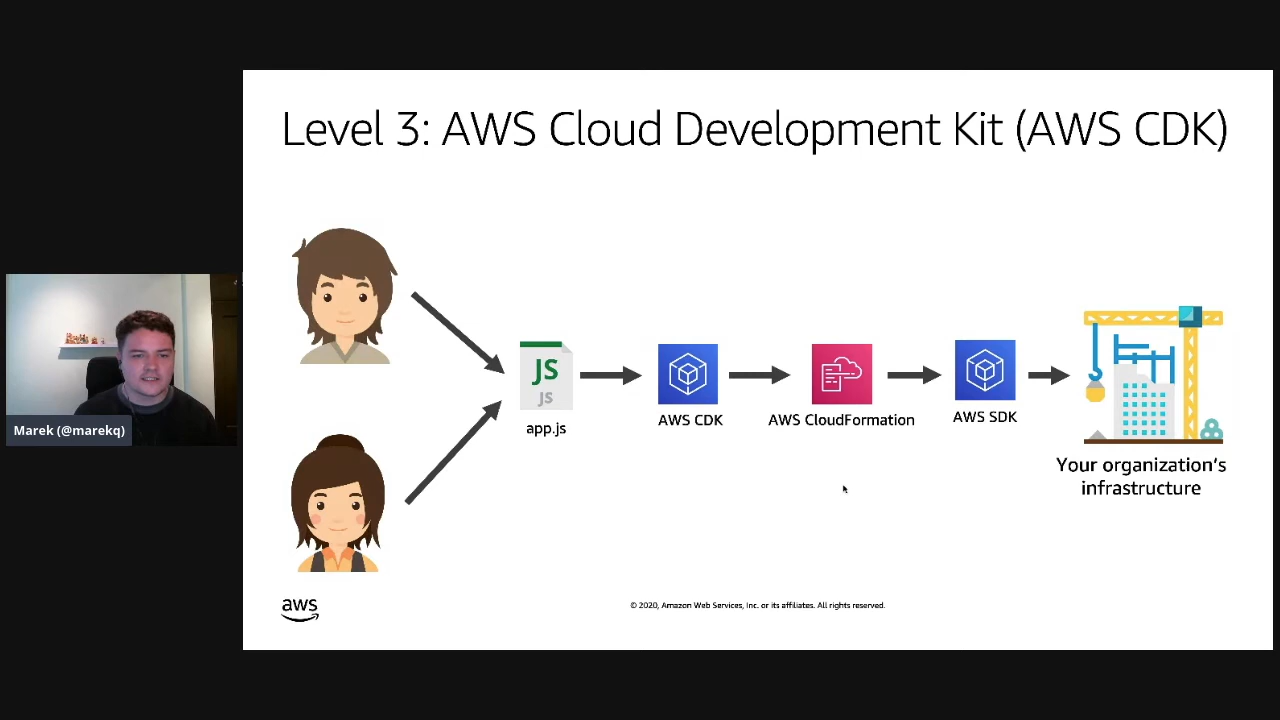 Level 3: AWS Cloud Development Kit (AWS CDK)
JS
JS
app.js
AWS CDK
AWS CloudFormation
AWS SDK
Your organization's
infrastructure
Marek (@marekq)
aws
© 2020, Amazon Web Services, Inc. or its affiliates. All rights reserved.